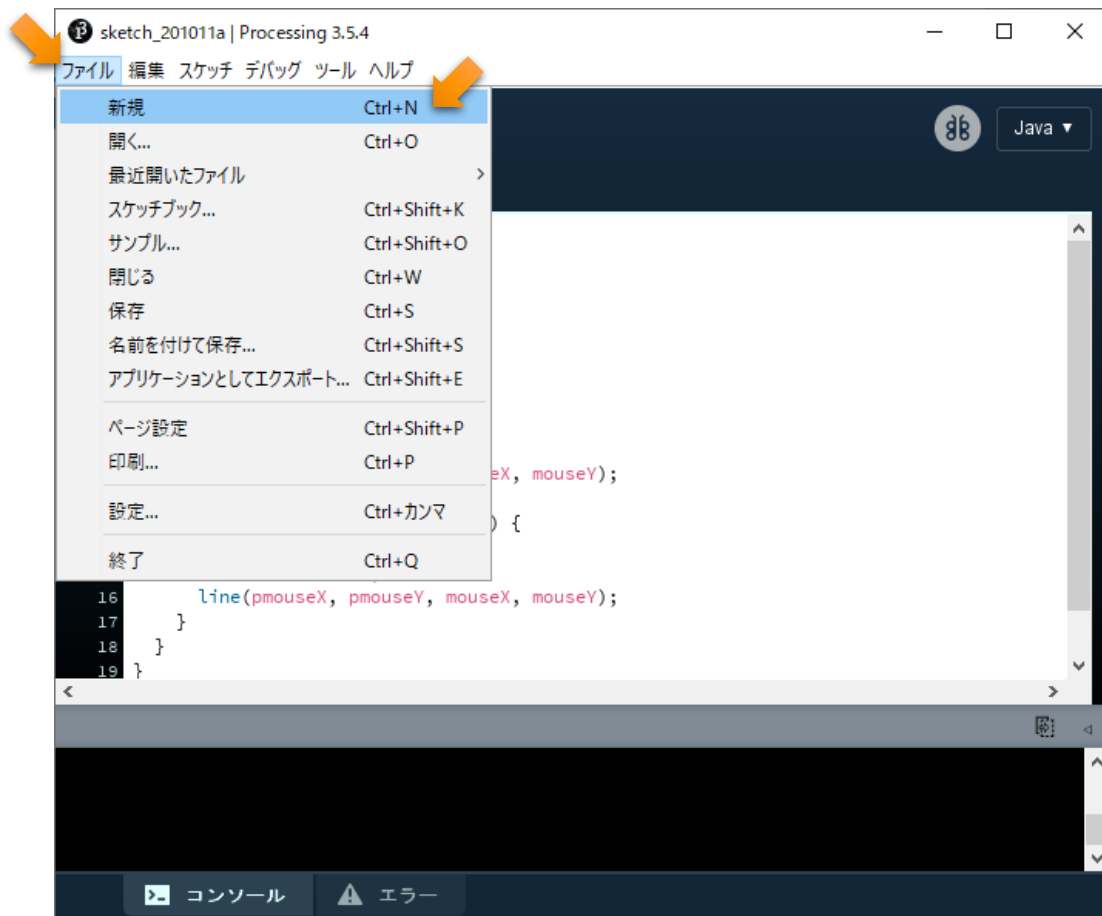 sketch_201011a | Processing 3.5.4
ファイル 編集 スケッチ デバッグ ツール ヘルプ
新規 Ctrl+N
開く... Ctrl+O
最近開いたファイル >
スケッチブック... Ctrl+Shift+K
サンプル... Ctrl+Shift+O
閉じる Ctrl+W
保存 Ctrl+S
名前を付けて保存... Ctrl+Shift+S
アプリケーションとしてエクスポート... Ctrl+Shift+E
ページ設定 Ctrl+Shift+P
印刷... Ctrl+P
設定... Ctrl+カンマ
終了 Ctrl+Q
Java ▼
eX, mouseY);
) {
16 line(pmouseX, pmouseY, mouseX, mouseY);
17 }
18 }
19 }
コンソール エラー